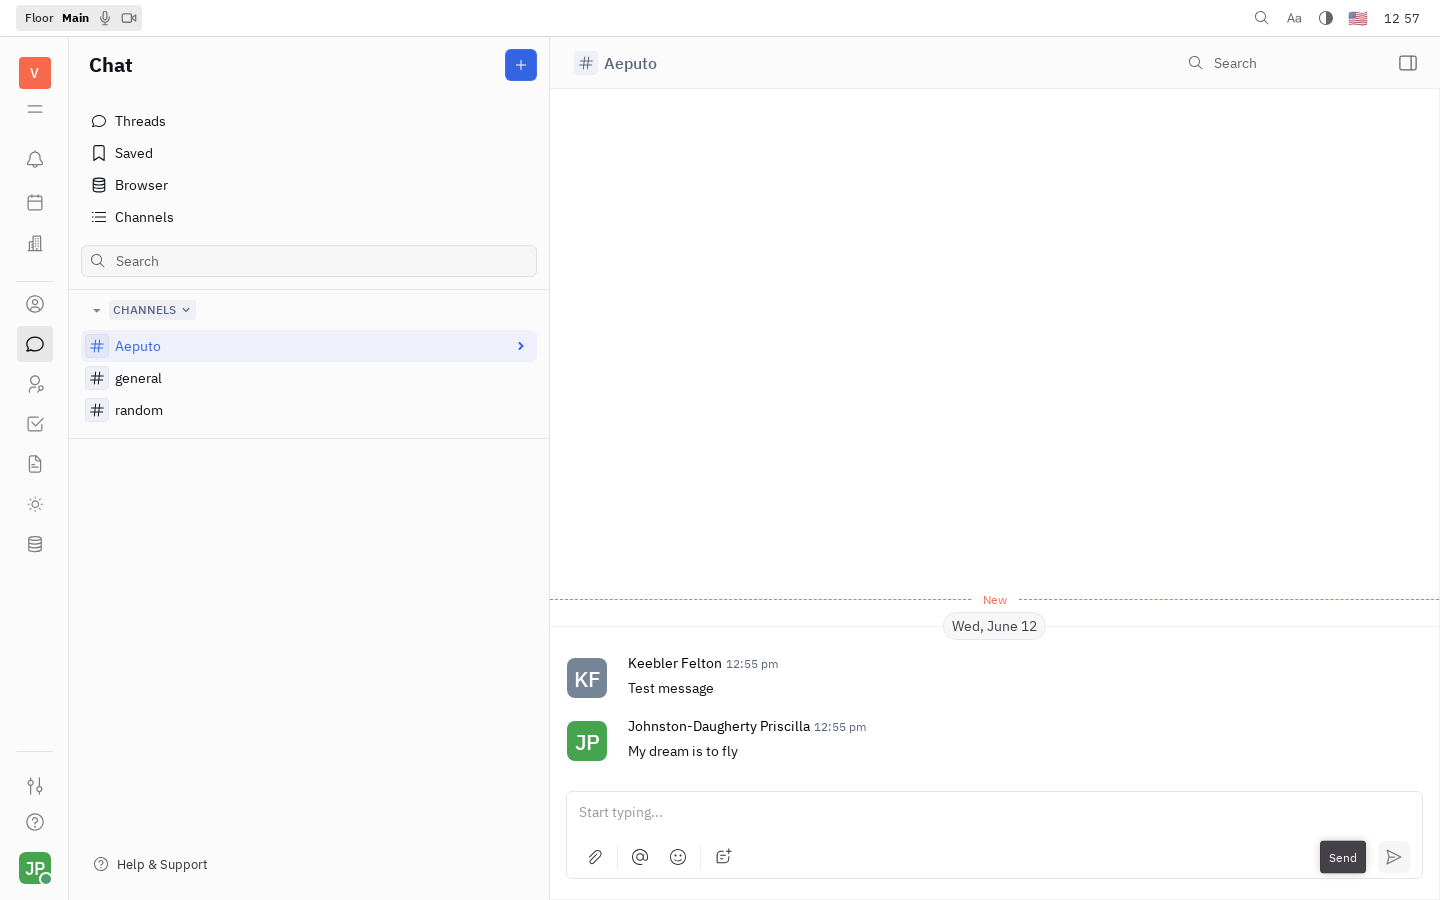 Floor Main
Aa
12 57
V
Chat
Threads
Saved
Browser
Channels
Search
CHANNELS
Aeputo
general
random
Help & Support
JP
Aeputo
Search
New
Wed, June 12
KF
Keebler Felton 12:55 pm
Test message
JP
Johnston-Daugherty Priscilla 12:55 pm
My dream is to fly
Start typing...
Send